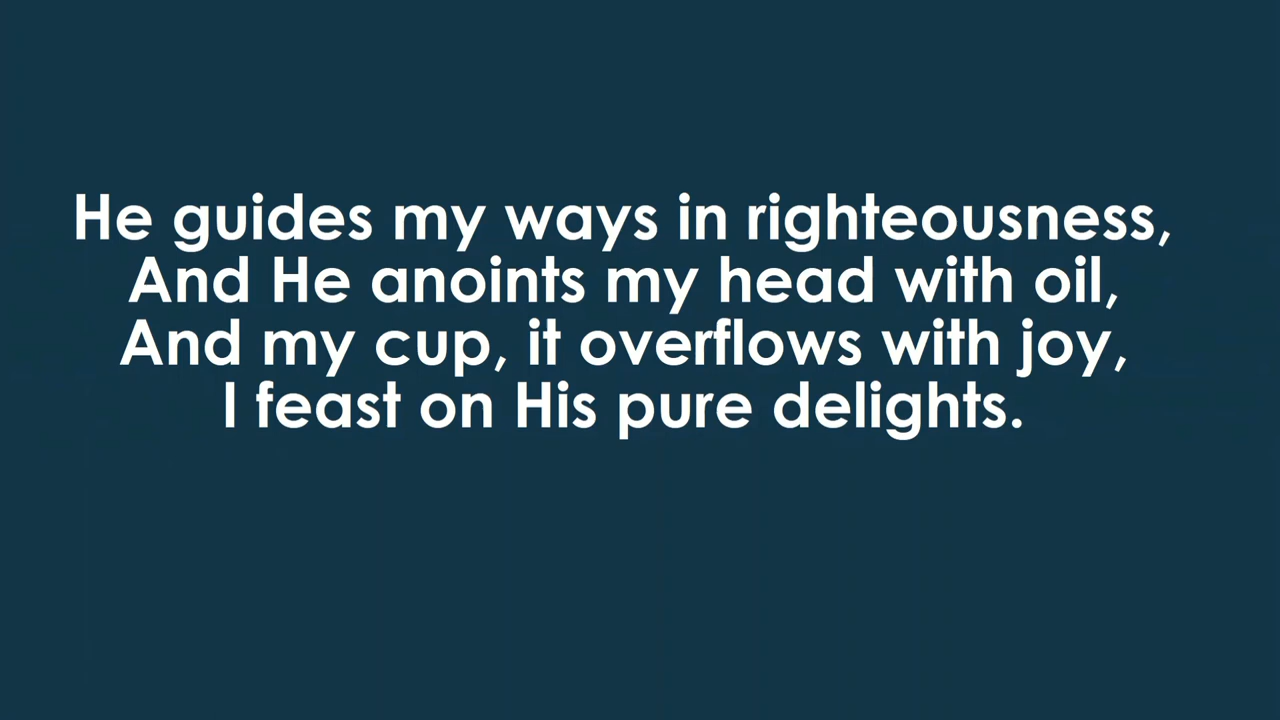 He guides my ways in righteousness,
And He anoints my head with oil,
And my cup, it overflows with joy,
I feast on His pure delights.